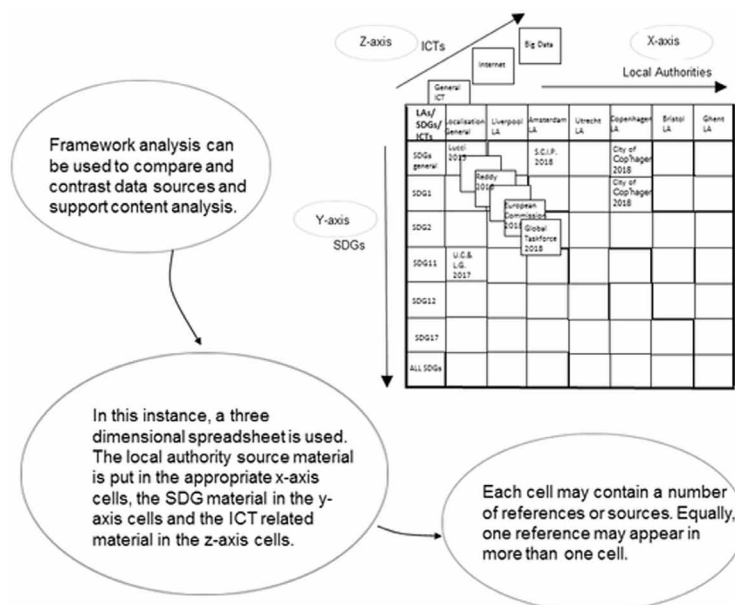 Z-axis
ICTs
Big Data
Internet
General
ICT
X-axis
Local Authorities
Framework analysis can
be used to compare and
contrast data sources and
support content analysis.
Y-axis
SDGs
LAs/
SDGs/
ICTs
Localisation
General
Liverpool
LA
Amsterdam
LA
Utrecht
LA
Copenhagen
LA
Bristol
LA
Ghent
LA
SDGs
general
Lucci
2015
S.C.I.P.
2018
City of
Cop'hagen
2018
Reddy
2016
SDG1
City of
Cop'hagen
2018
European
Commission
SDG2
Global
Taskforce
2018
SDG11
U.C.&
L.G.
2017
SDG12
SDG17
ALL SDGs
In this instance, a three
dimensional spreadsheet is used.
The local authority source material
is put in the appropriate x-axis
cells, the SDG material in the y-
axis cells and the ICT related
material in the z-axis cells.
Each cell may contain a number
of references or sources. Equally,
one reference may appear in
more than one cell.